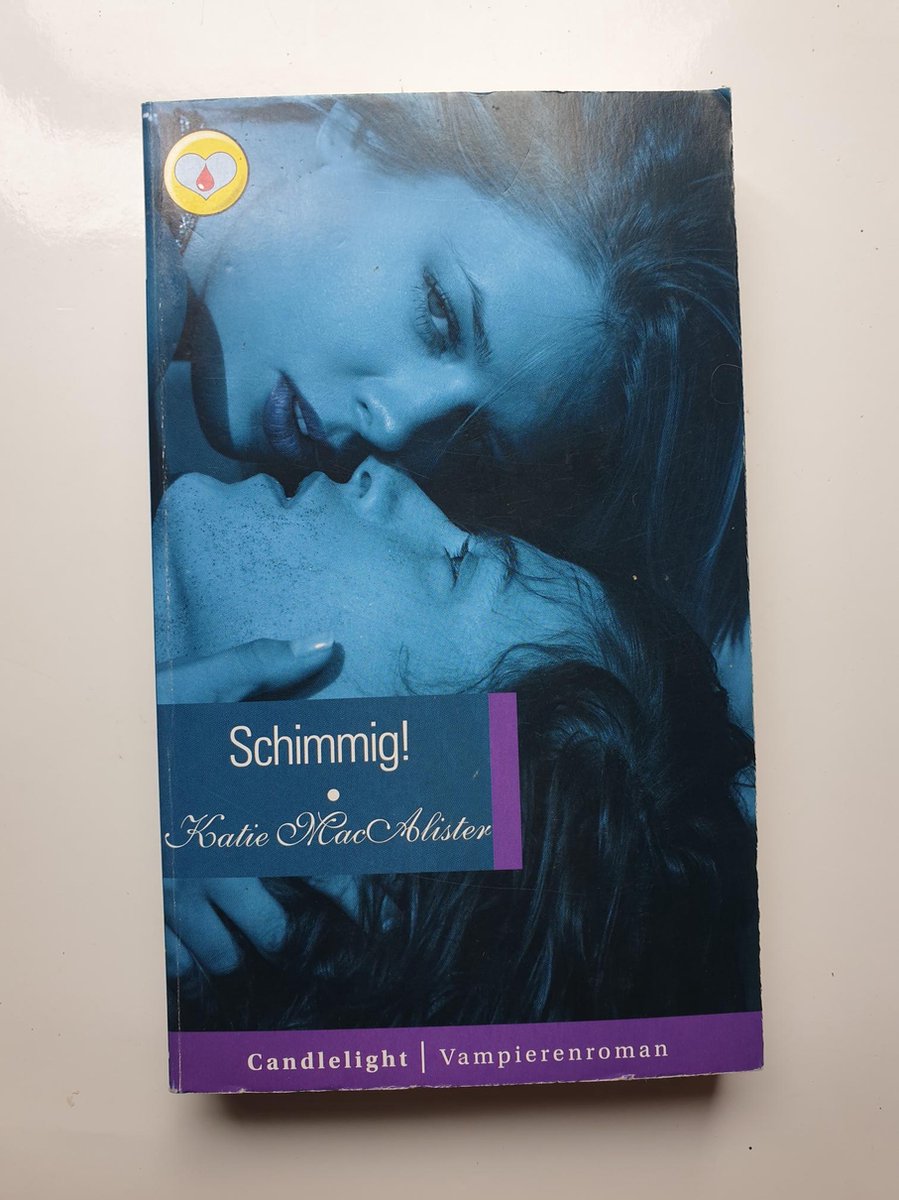 Schimmig!
Katie MacAlister
Candlelight | Vampierenroman